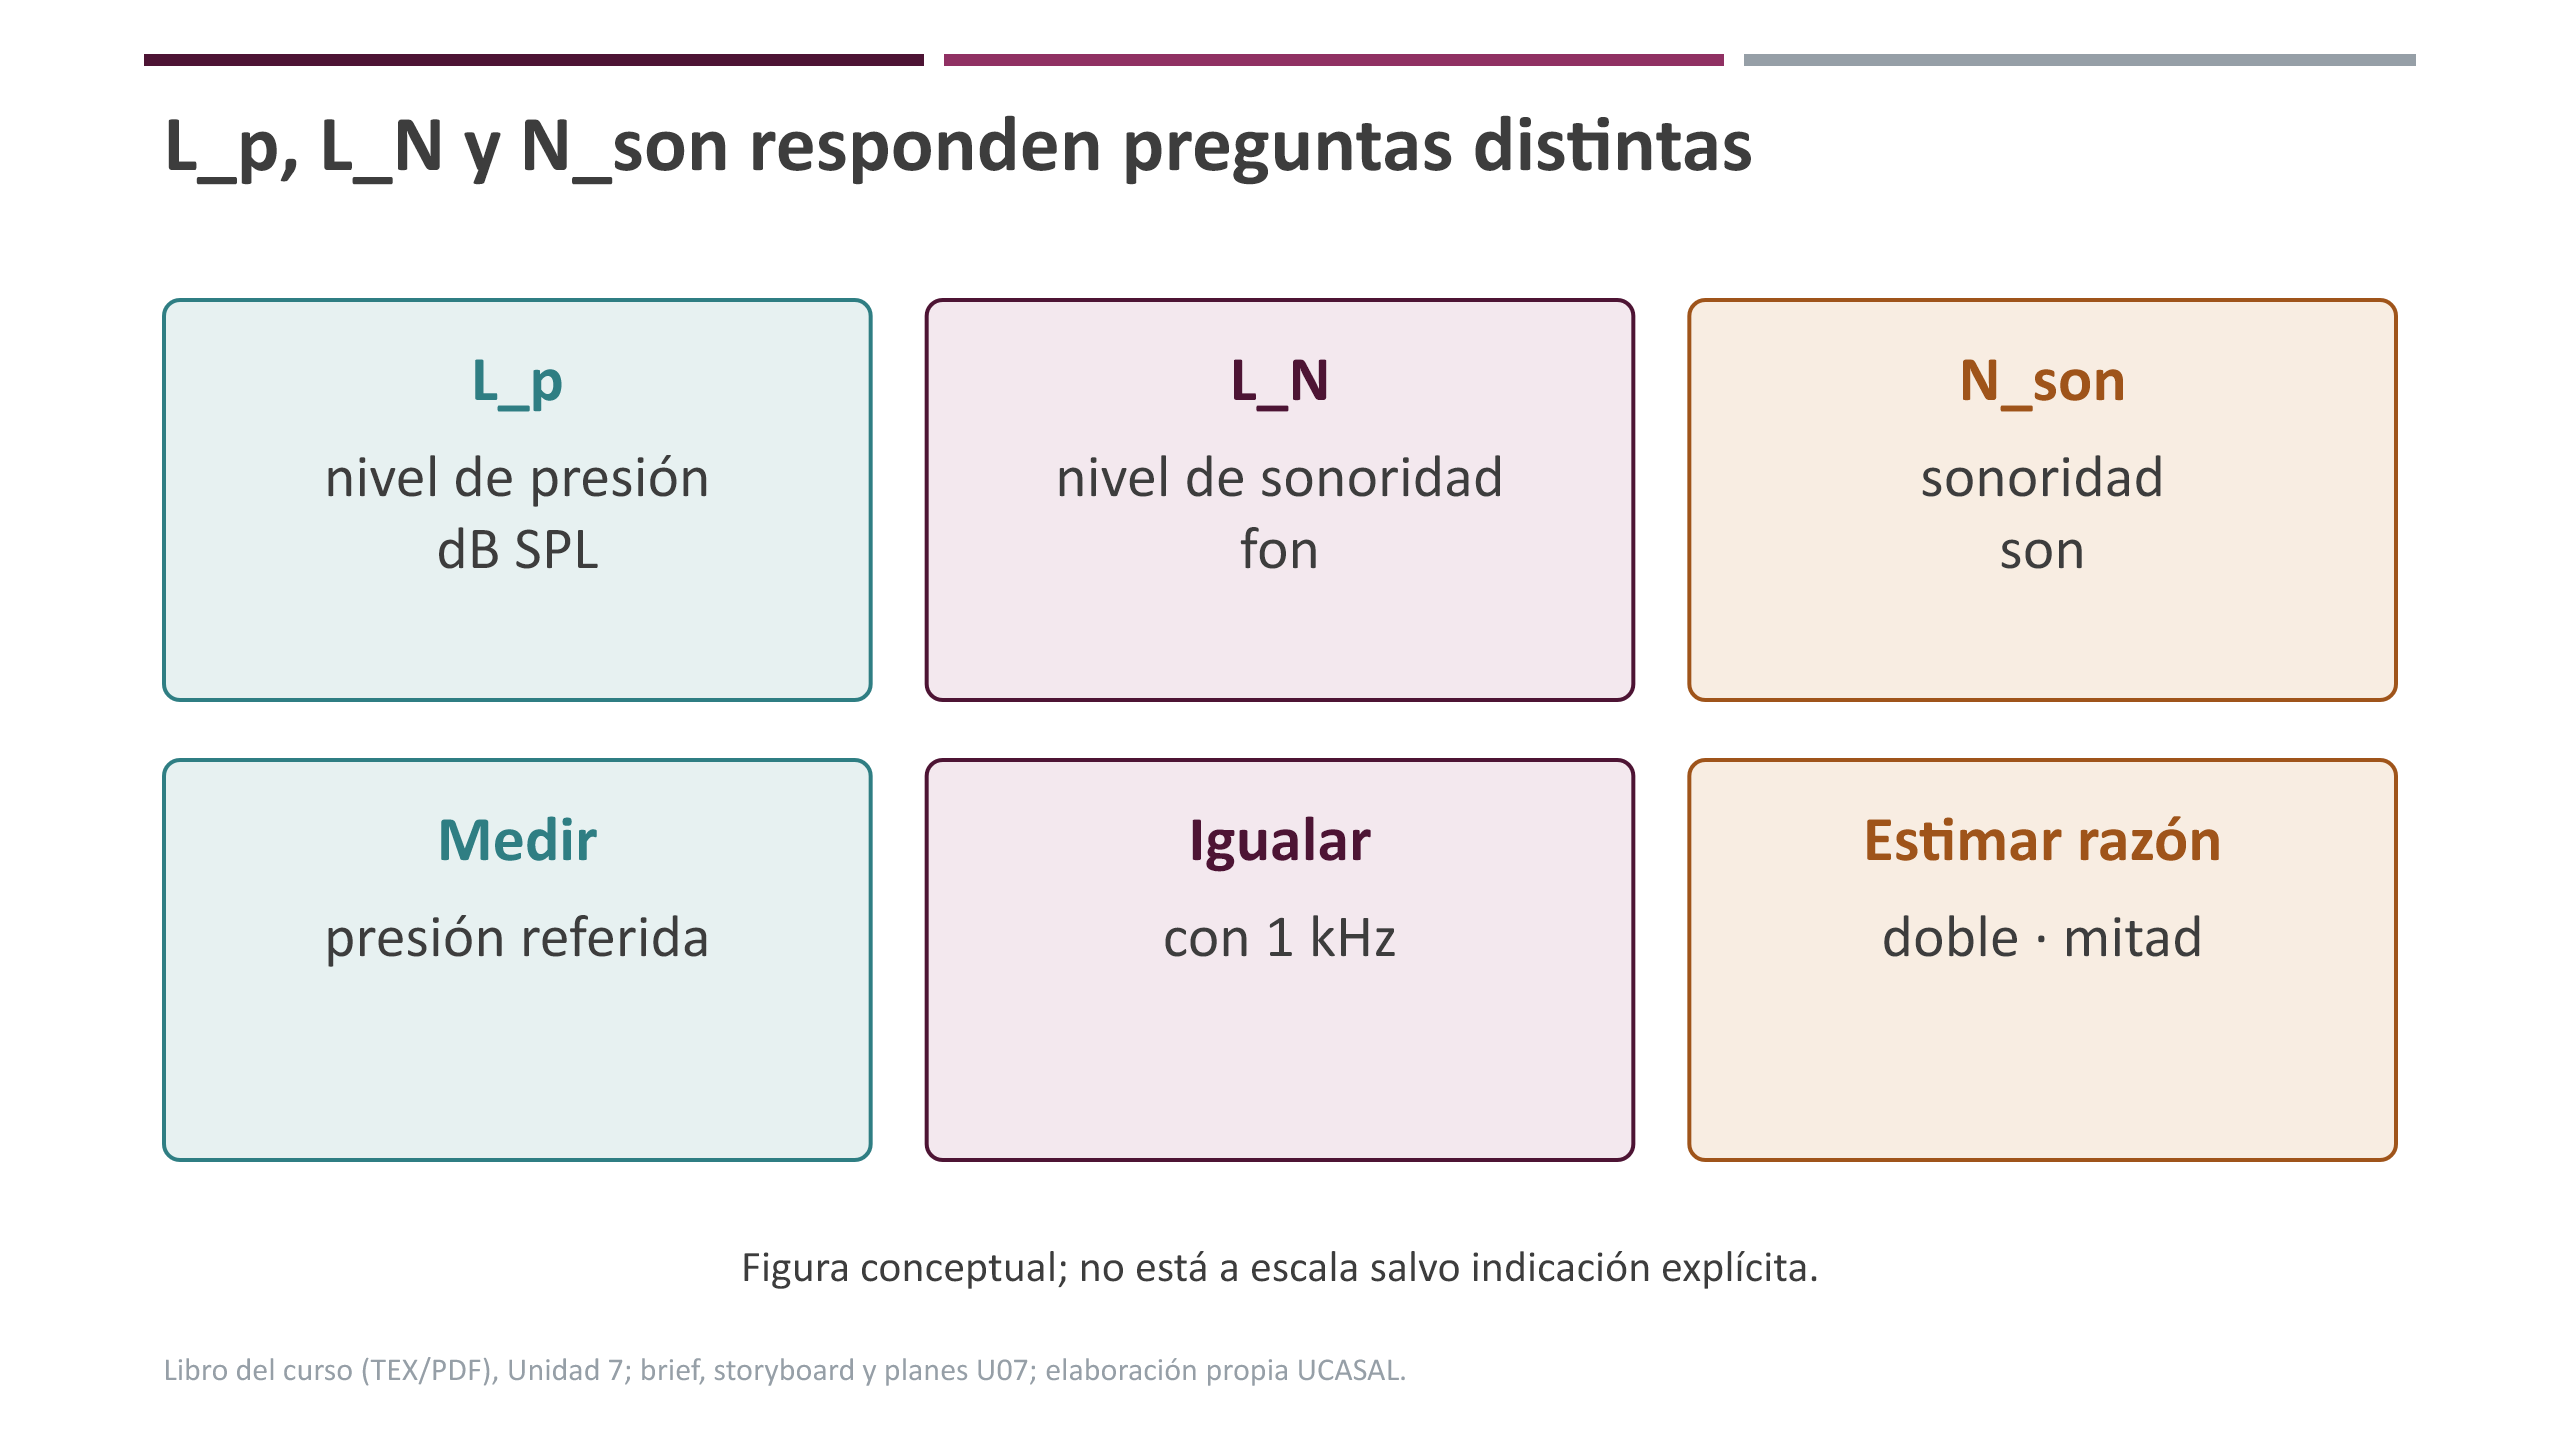 L_p, L_N y N_son responden preguntas distintas
L_p
nivel de presión
dB SPL
L_N
nivel de sonoridad
fon
N_son
sonoridad
son
Medir
presión referida
Igualar
con 1 kHz
Estimar razón
doble · mitad
Figura conceptual; no está a escala salvo indicación explícita.
Libro del curso (TEX/PDF), Unidad 7; brief, storyboard y planes U07; elaboración propia UCASAL.